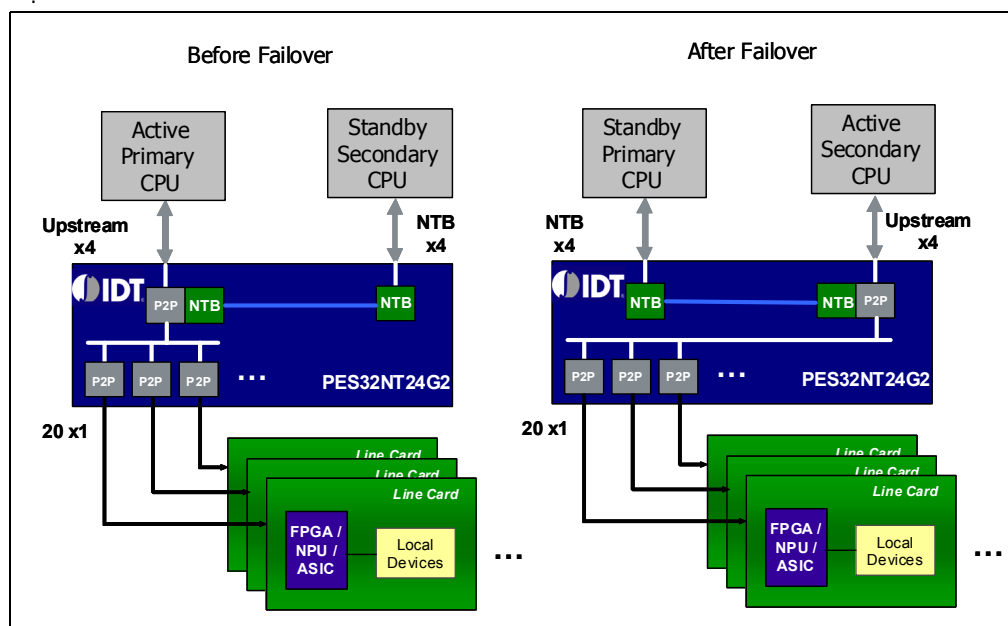 Before Failover
Active
Primary
CPU
Standby
Secondary
CPU
Upstream
x4
NTB
x4
IDT
P2P
NTB
NTB
P2P
P2P
P2P
...
PES32NT24G2
20 x1
Line Card
Line Card
Line Card
FPGA /
NPU /
ASIC
Local
Devices
...
After Failover
Standby
Primary
CPU
Active
Secondary
CPU
NTB
x4
Upstream
x4
IDT
NTB
NTB
P2P
P2P
P2P
P2P
...
PES32NT24G2
20 x1
Line Card
Line Card
Line Card
FPGA /
NPU /
ASIC
Local
Devices
...